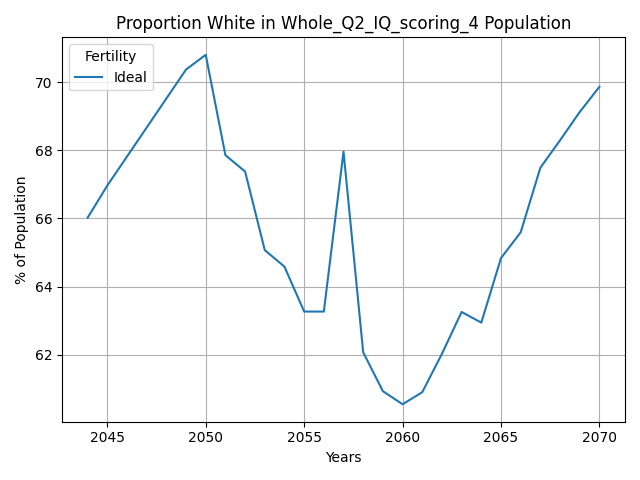 Proportion White in Whole_Q2_IQ_scoring_4 Population
Fertility
Ideal
70
68
66
64
62
% of Population
2045 2050 2055 2060 2065 2070
Years